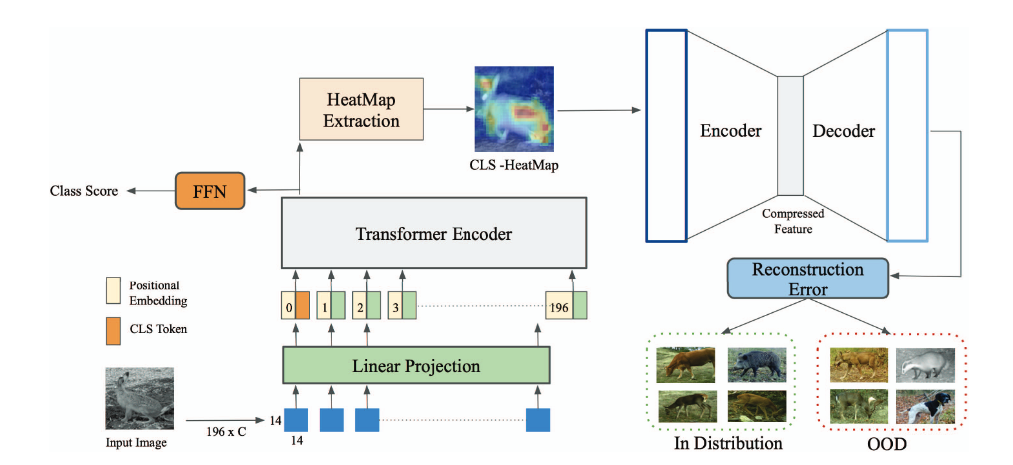 HeatMap
Extraction
CLS -HeatMap
Encoder
Decoder
Compressed
Feature
Class Score
FFN
Transformer Encoder
Reconstruction
Error
Positional
Embedding
CLS Token
0
1
2
3
196
Linear Projection
14
14
196 x C
Input Image
In Distribution
OOD